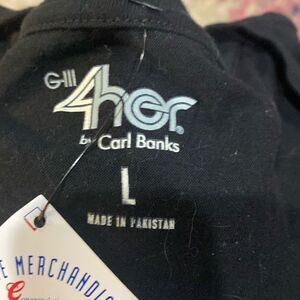 G-III
4her®
by Carl Banks
L
MADE IN PAKISTAN
E MERCHANDIS